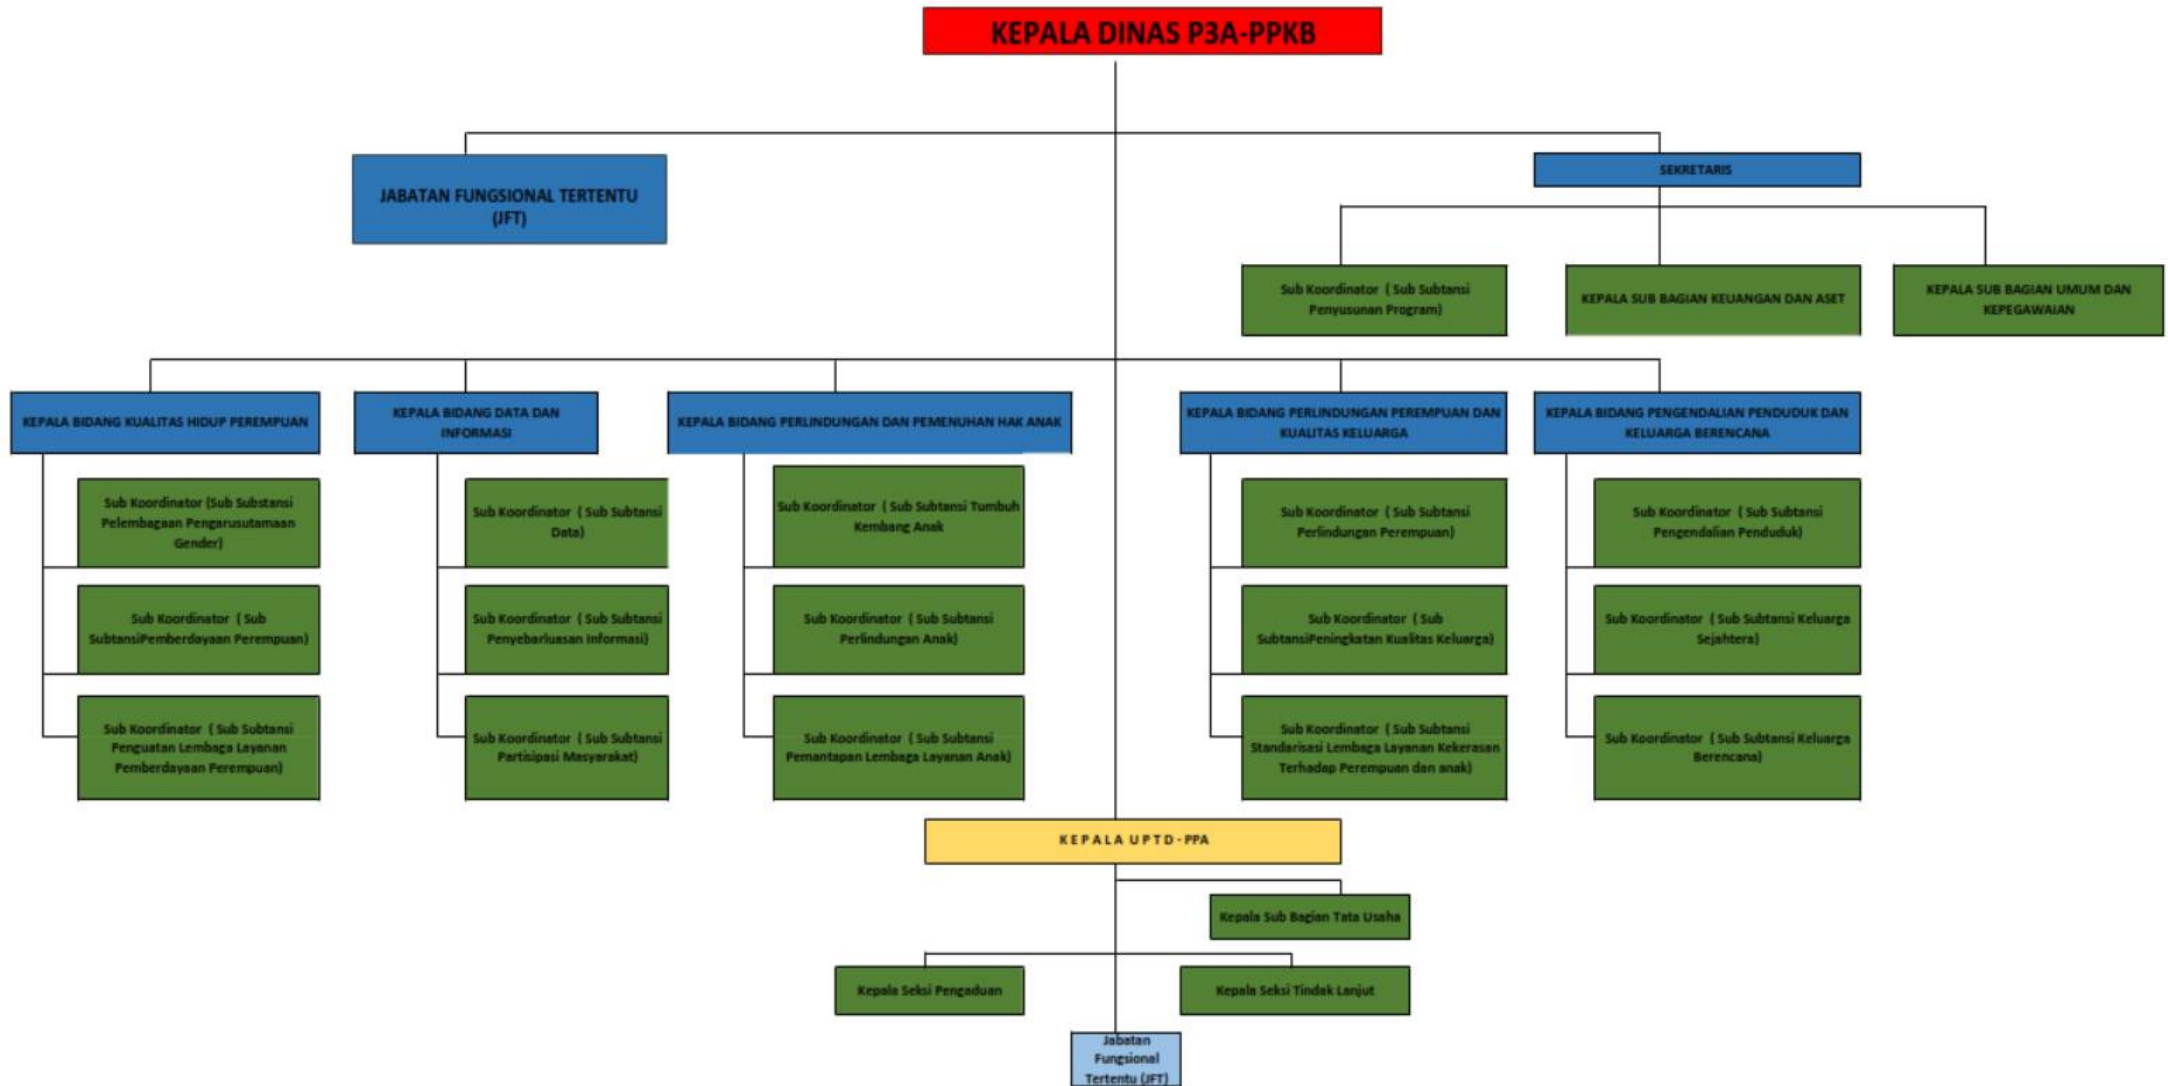 KEPALA DINAS P3A-PPKB
JABATAN FUNGSIONAL TERTENTU
(JFT)
SEKRETARIS
Sub Koordinator ( Sub Subtansi
Penyusunan Program)
KEPALA SUB BAGIAN KEUANGAN DAN ASET
KEPALA SUB BAGIAN UMUM DAN
KEPEGAWAIAN
KEPALA BIDANG KUALITAS HIDUP PEREMPUAN
KEPALA BIDANG DATA DAN
INFORMASI
KEPALA BIDANG PERLINDUNGAN DAN PEMENUHAN HAK ANAK
KEPALA BIDANG PERLINDUNGAN PEREMPUAN DAN
KUALITAS KELUARGA
KEPALA BIDANG PENGENDALIAN PENDUDUK DAN
KELUARGA BERENCANA
Sub Koordinator (Sub Substansi
Pelembagaan Pengarusutamaan
Gender)
Sub Koordinator ( Sub Subtansi
Data)
Sub Koordinator ( Sub Subtansi Tumbuh
Kembang Anak
Sub Koordinator ( Sub Subtansi
Perlindungan Perempuan)
Sub Koordinator ( Sub Subtansi
Pengendalian Penduduk)
Sub Koordinator ( Sub
SubtansiPemberdayaan Perempuan)
Sub Koordinator ( Sub Subtansi
Penyebarluasan Informasi)
Sub Koordinator ( Sub Subtansi
Perlindungan Anak)
Sub Koordinator ( Sub
SubtansiPeningkatan Kualitas Keluarga)
Sub Koordinator ( Sub Subtansi Keluarga
Sejahtera)
Sub Koordinator ( Sub Subtansi
Penguatan Lembaga Layanan
Pemberdayaan Perempuan)
Sub Koordinator ( Sub Subtansi
Partisipasi Masyarakat)
Sub Koordinator ( Sub Subtansi
Pemantapan Lembaga Layanan Anak)
Sub Koordinator ( Sub Subtansi
Standarisasi Lembaga Layanan Kekerasan
Terhadap Perempuan dan anak)
Sub Koordinator ( Sub Subtansi Keluarga
Berencana)
K E P A L A U P T D - PPA
Kepala Sub Bagian Tata Usaha
Kepala Seksi Pengaduan
Kepala Seksi Tindak Lanjut
Jabatan
Fungsional
Tertentu (JFT)